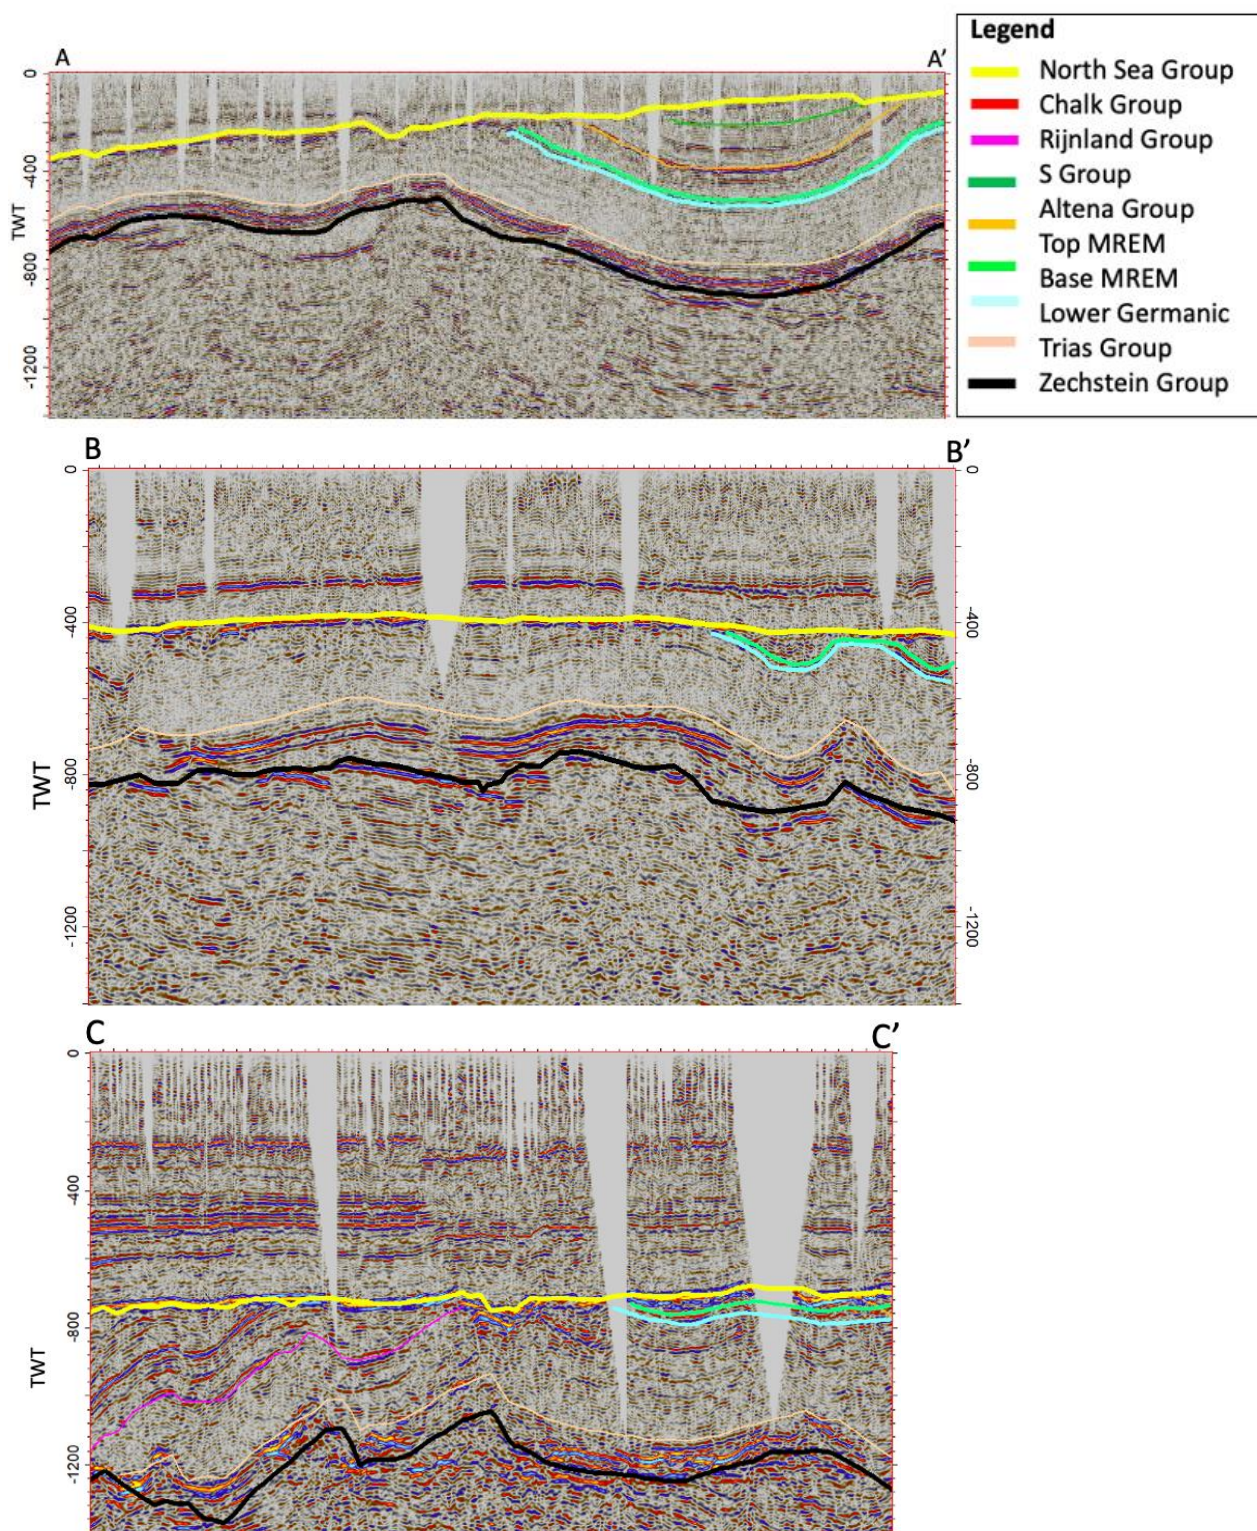 Legend
North Sea Group
Chalk Group
Rijnland Group
S Group
Altena Group
Top MREM
Base MREM
Lower Germanic
Trias Group
Zechstein Group
A
A’
0
-400
-800
-1200
TWT
B
B’
0
-400
-800
-1200
TWT
0
-400
-800
-1200
C
C’
0
-400
-800
-1200
TWT